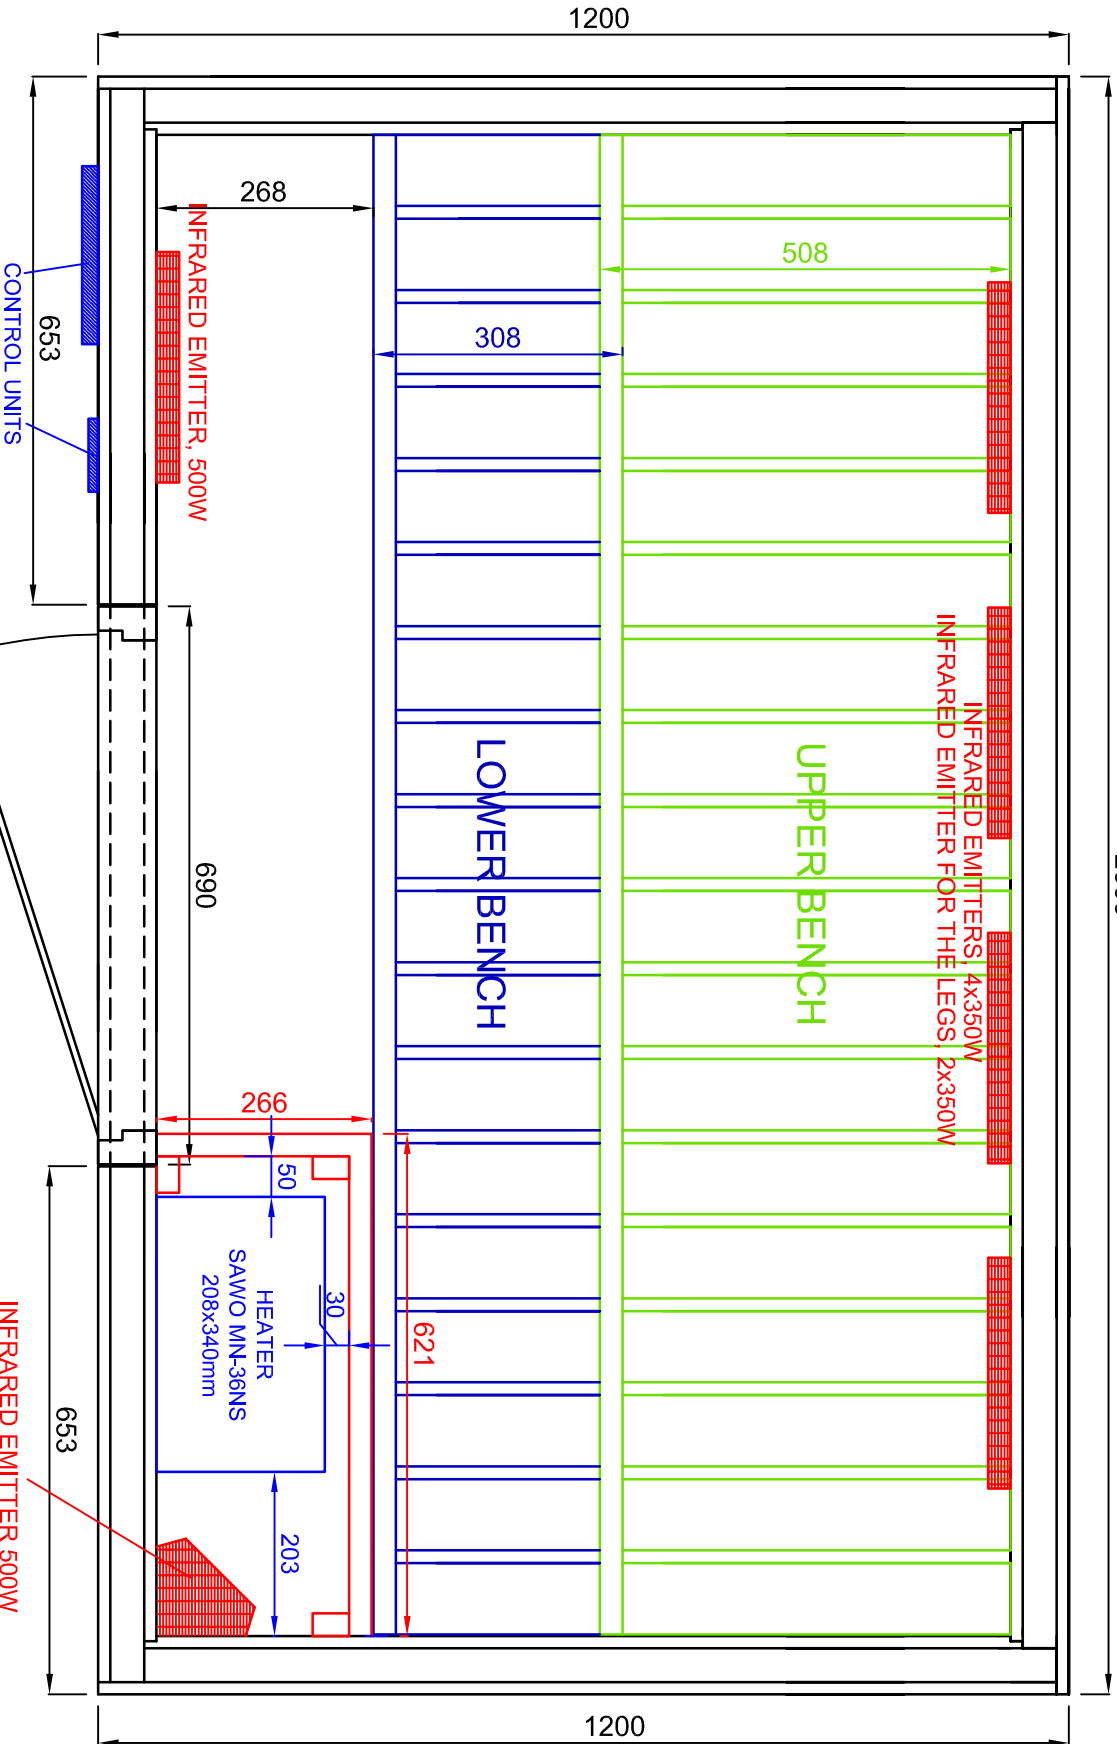 1200
268
INFRARED EMITTER, 500W
508
308
CONTROL UNITS
653
INFRARED EMITTERS, 4x350W
INFRARED EMITTER FOR THE LEGS, 2x350W
UPPER BENCH
LOWER BENCH
690
266
50
HEATER
SAWO MN-36NS
208x340mm
30
621
653
203
INFRARED EMITTER 500W
1200